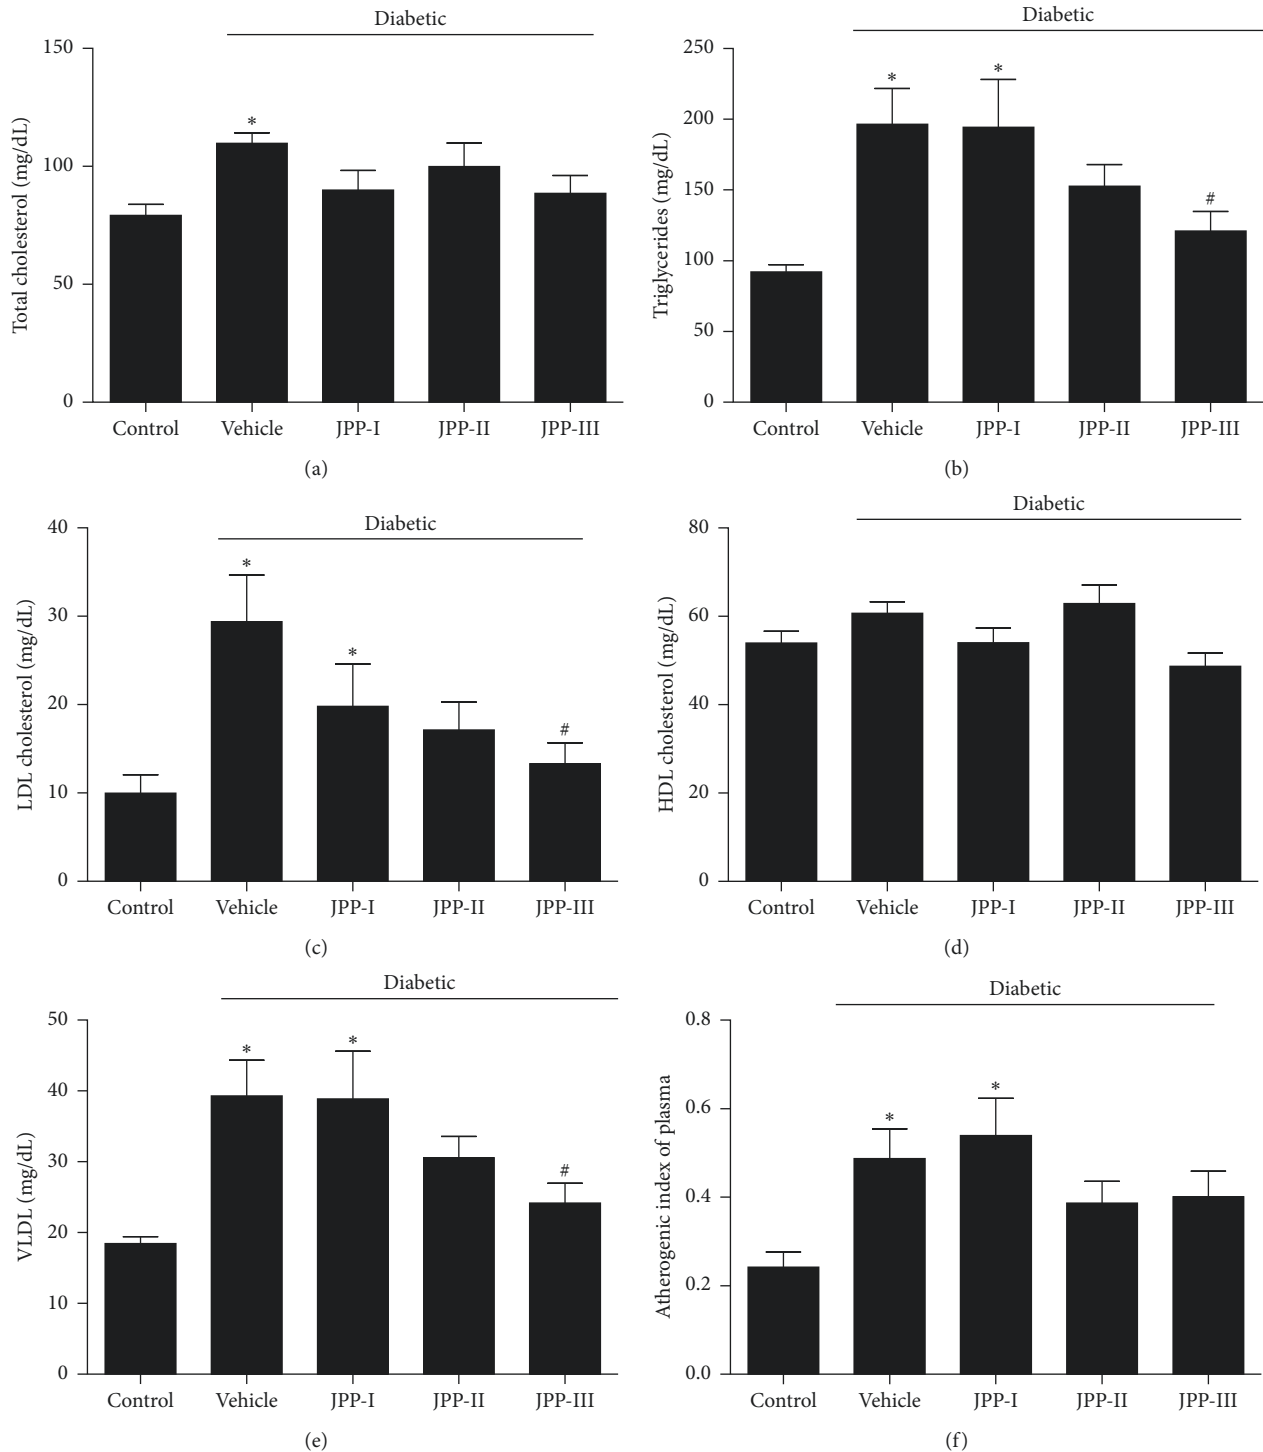 Diabetic
150
100
50
0
Total cholesterol (mg/dL)
*
Control Vehicle JPP-I JPP-II JPP-III
(a)
Diabetic
250
200
150
100
50
0
Triglycerides (mg/dL)
* * #
Control Vehicle JPP-I JPP-II JPP-III
(b)
Diabetic
40
30
20
10
0
LDL cholesterol (mg/dL)
* * #
Control Vehicle JPP-I JPP-II JPP-III
(c)
Diabetic
80
60
40
20
0
HDL cholesterol (mg/dL)
Control Vehicle JPP-I JPP-II JPP-III
(d)
Diabetic
50
40
30
20
10
0
VLDL (mg/dL)
* * #
Control Vehicle JPP-I JPP-II JPP-III
(e)
Diabetic
0.8
0.6
0.4
0.2
0.0
Atherogenic index of plasma
* *
Control Vehicle JPP-I JPP-II JPP-III
(f)